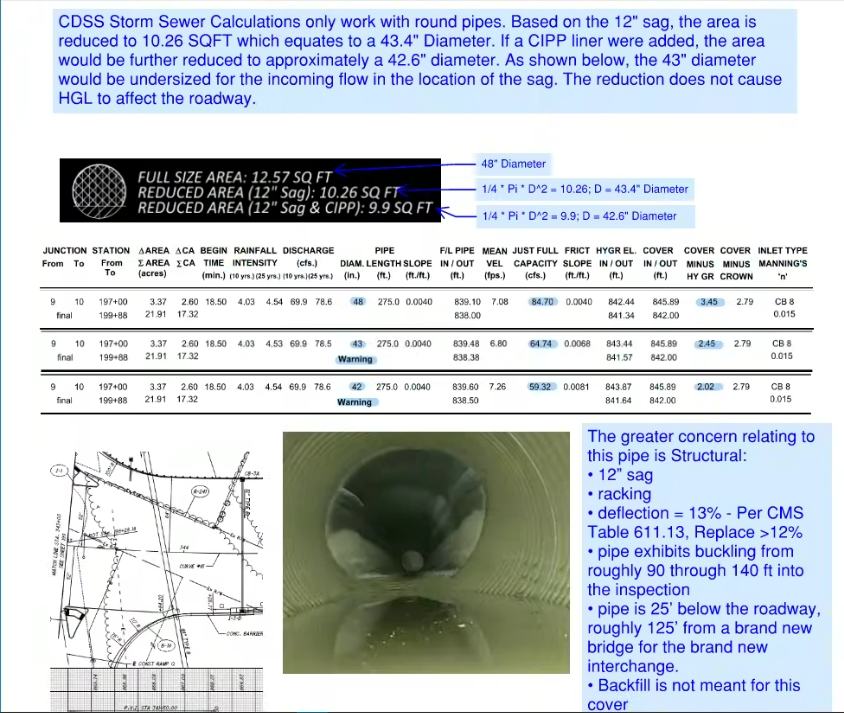 CDSS Storm Sewer Calculations only work with round pipes. Based on the 12" sag, the area is
reduced to 10.26 SQFT which equates to a 43.4" Diameter. If a CIPP liner were added, the area
would be further reduced to approximately a 42.6" diameter. As shown below, the 43" diameter
would be undersized for the incoming flow in the location of the sag. The reduction does not cause
HGL to affect the roadway.
FULL SIZE AREA: 12.57 SQ FT
REDUCED AREA (12" Sag): 10.26 SQ FT
REDUCED AREA (12" Sag & CIPP): 9.9 SQ FT
48" Diameter
1/4 * Pi * D^2 = 10.26; D = 43.4" Diameter
1/4 * Pi * D^2 = 9.9; D = 42.6" Diameter
JUNCTION STATION ΔAREA ΔCA BEGIN RAINFALL DISCHARGE PIPE F/L PIPE MEAN JUST FULL FRICT HYGR EL. COVER COVER COVER INLET TYPE
From To From Σ AREA Σ CA TIME INTENSITY (cfs.) DIAM. LENGTH SLOPE IN / OUT VEL CAPACITY SLOPE IN / OUT IN / OUT MINUS MINUS MANNING'S
To (acres) (min.) (10 yrs.) (25 yrs.) (10 yrs.) (25 yrs.) (in.) (ft.) (ft./ft.) (ft.) (fps.) (cfs.) (ft./ft.) (ft.) (ft.) HY GR CROWN 'n'
9 10 197+00 3.37 2.60 18.50 4.03 4.54 69.9 78.6 48 275.0 0.0040 839.10 7.08 84.70 0.0040 842.44 845.89 3.45 2.79 CB 8
final 199+88 21.91 17.32 838.00 841.34 842.00 0.015
9 10 197+00 3.37 2.60 18.50 4.03 4.53 69.9 78.5 43 275.0 0.0040 839.48 6.80 64.74 0.0068 843.44 845.89 2.45 2.79 CB 8
final 199+88 21.91 17.32 Warning 838.38 841.57 842.00 0.015
9 10 197+00 3.37 2.60 18.50 4.03 4.54 69.9 78.6 42 275.0 0.0040 839.60 7.26 59.32 0.0081 843.87 845.89 2.02 2.79 CB 8
final 199+88 21.91 17.32 Warning 838.50 841.64 842.00 0.015
The greater concern relating to
this pipe is Structural:
• 12" sag
• racking
• deflection = 13% - Per CMS
Table 611.13, Replace >12%
• pipe exhibits buckling from
roughly 90 through 140 ft into
the inspection
• pipe is 25' below the roadway,
roughly 125' from a brand new
bridge for the brand new
interchange.
• Backfill is not meant for this
cover
CONC. BARRIER
CONST RAMP Q